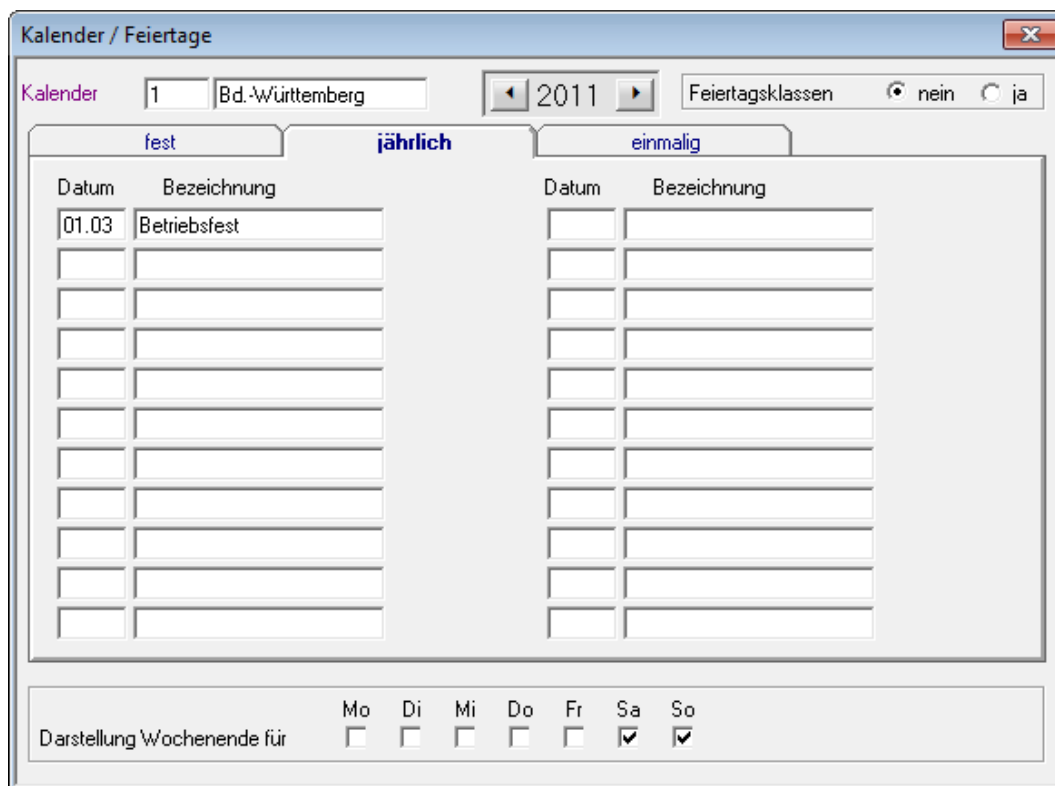 Kalender / Feiertage
Kalender 1 Bd.-Württemberg 2011 Feiertagsklassen nein ja
fest jährlich einmalig
Datum Bezeichnung Datum Bezeichnung
01.03 Betriebsfest
Mo Di Mi Do Fr Sa So
Darstellung Wochenende für